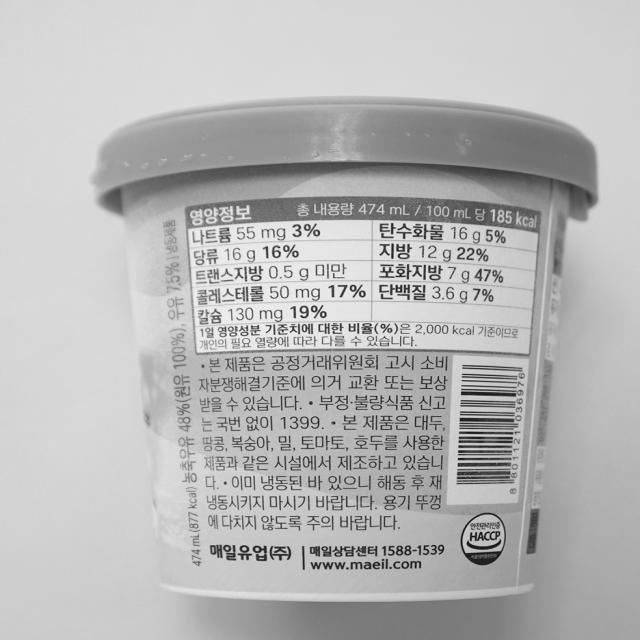 영양정보 총 내용량 474 mL / 100 mL 당 185 kcal
나트륨 55 mg 3% 탄수화물 16 g 5%
당류 16 g 16% 지방 12 g 22%
트랜스지방 0.5 g 미만 포화지방 7 g 47%
콜레스테롤 50 mg 17% 단백질 3.6 g 7%
칼슘 130 mg 19%
1일 영양성분 기준치에 대한 비율(%)은 2,000 kcal 기준이므로
개인의 필요 열량에 따라 다를 수 있습니다.
• 본 제품은 공정거래위원회 고시 소비
자분쟁해결기준에 의거 교환 또는 보상
받을 수 있습니다. • 부정·불량식품 신고
는 국번 없이 1399. • 본 제품은 대두,
땅콩, 복숭아, 밀, 토마토, 호두를 사용한
제품과 같은 시설에서 제조하고 있습니
다. • 이미 냉동된 바 있으니 해동 후 재
냉동시키지 마시기 바랍니다. 용기 뚜껑
에 다치지 않도록 주의 바랍니다.
매일유업(주) 매일상담센터 1588-1539
www.maeil.com
474 mL(877 kcal) 농축우유 48%(원유 100%), 우유 7.5% | 냉동제품
8 801121 036976
안전관리인증
HACCP